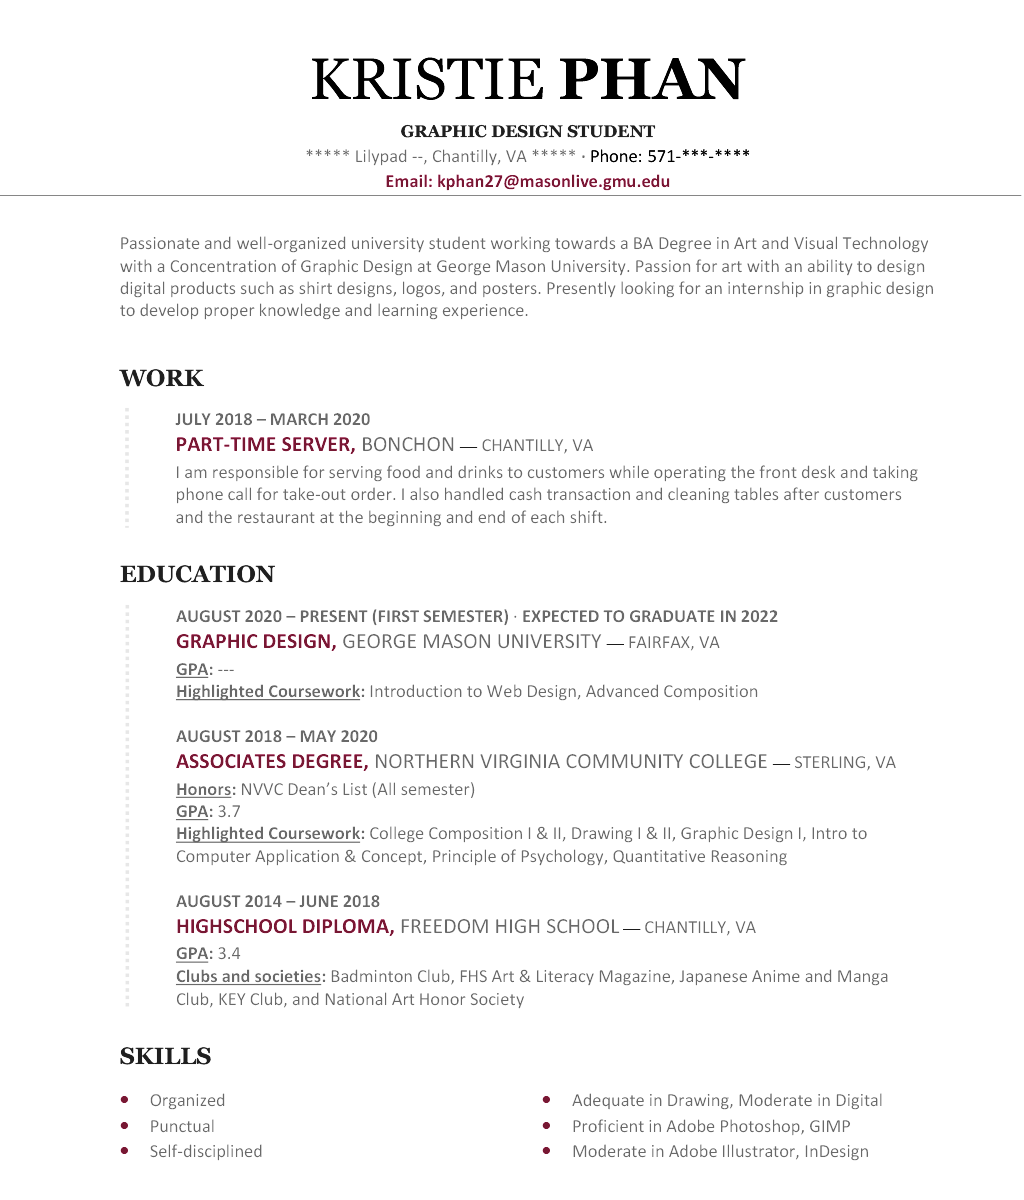 KRISTIE PHAN
GRAPHIC DESIGN STUDENT
***** Lilypad --, Chantilly, VA ***** · Phone: 571-***-****
Email: kphan27@masonlive.gmu.edu
Passionate and well-organized university student working towards a BA Degree in Art and Visual Technology
with a Concentration of Graphic Design at George Mason University. Passion for art with an ability to design
digital products such as shirt designs, logos, and posters. Presently looking for an internship in graphic design
to develop proper knowledge and learning experience.
WORK
JULY 2018 – MARCH 2020
PART-TIME SERVER, BONCHON — CHANTILLY, VA
I am responsible for serving food and drinks to customers while operating the front desk and taking
phone call for take-out order. I also handled cash transaction and cleaning tables after customers
and the restaurant at the beginning and end of each shift.
EDUCATION
AUGUST 2020 – PRESENT (FIRST SEMESTER) · EXPECTED TO GRADUATE IN 2022
GRAPHIC DESIGN, GEORGE MASON UNIVERSITY — FAIRFAX, VA
GPA: ---
Highlighted Coursework: Introduction to Web Design, Advanced Composition
AUGUST 2018 – MAY 2020
ASSOCIATES DEGREE, NORTHERN VIRGINIA COMMUNITY COLLEGE — STERLING, VA
Honors: NVVC Dean’s List (All semester)
GPA: 3.7
Highlighted Coursework: College Composition I & II, Drawing I & II, Graphic Design I, Intro to
Computer Application & Concept, Principle of Psychology, Quantitative Reasoning
AUGUST 2014 – JUNE 2018
HIGHSCHOOL DIPLOMA, FREEDOM HIGH SCHOOL — CHANTILLY, VA
GPA: 3.4
Clubs and societies: Badminton Club, FHS Art & Literacy Magazine, Japanese Anime and Manga
Club, KEY Club, and National Art Honor Society
SKILLS
• Organized
• Punctual
• Self-disciplined
• Adequate in Drawing, Moderate in Digital
• Proficient in Adobe Photoshop, GIMP
• Moderate in Adobe Illustrator, InDesign